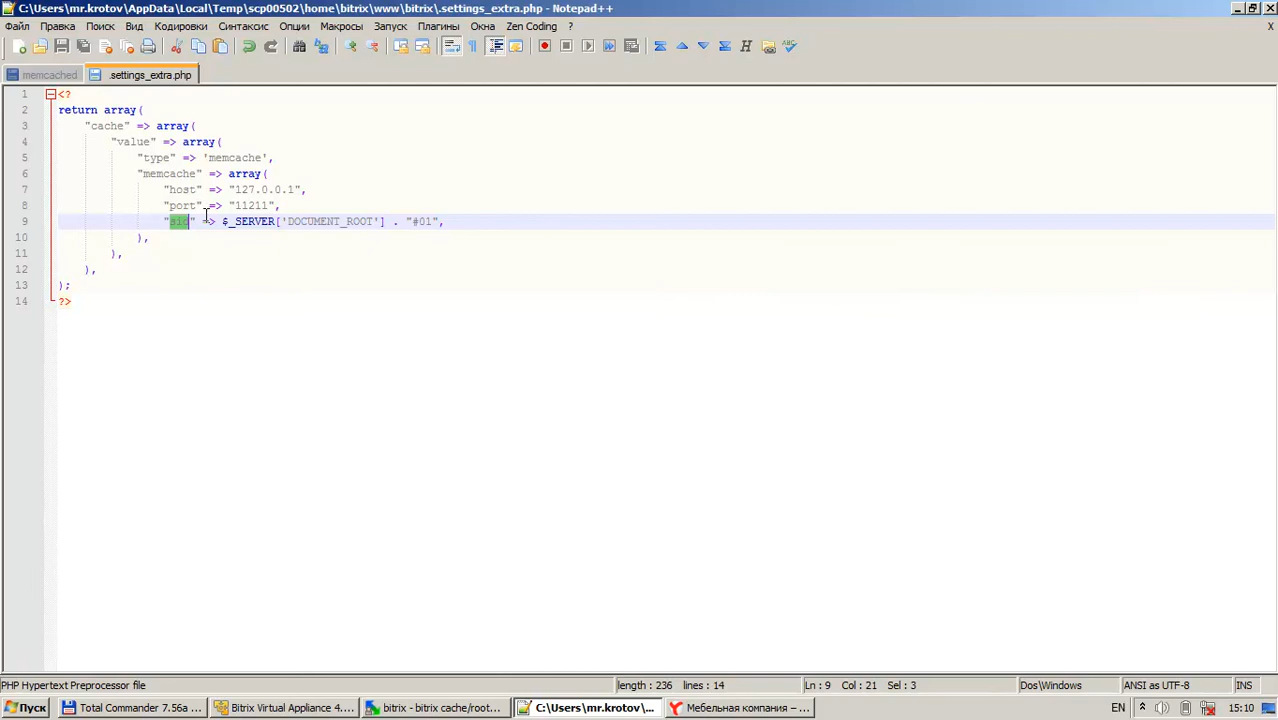 C:\Users\mr.krotov\AppData\Local\Temp\scp00502\home\bitrix\www\bitrix\.settings_extra.php - Notepad++
Файл Правка Поиск Вид Кодировки Синтаксис Опции Макросы Запуск Плагины Окна Zen Coding ? X
memcached .settings_extra.php
1 <?
2 return array(
3 "cache" => array(
4 "value" => array(
5 "type" => 'memcache',
6 "memcache" => array(
7 "host" => "127.0.0.1",
8 "port" => "11211",
9 "sid" => $_SERVER['DOCUMENT_ROOT'] . "#01",
10 ),
11 ),
12 ),
13 );
14 ?>
PHP Hypertext Preprocessor file length : 236 lines : 14 Ln : 9 Col : 21 Sel : 3 Dos\Windows ANSI as UTF-8 INS
Пуск Total Commander 7.56a ... Bitrix Virtual Appliance 4.... bitrix - bitrix cache/root... C:\Users\mr.krotov\... Мебельная компания – ... EN 15:10